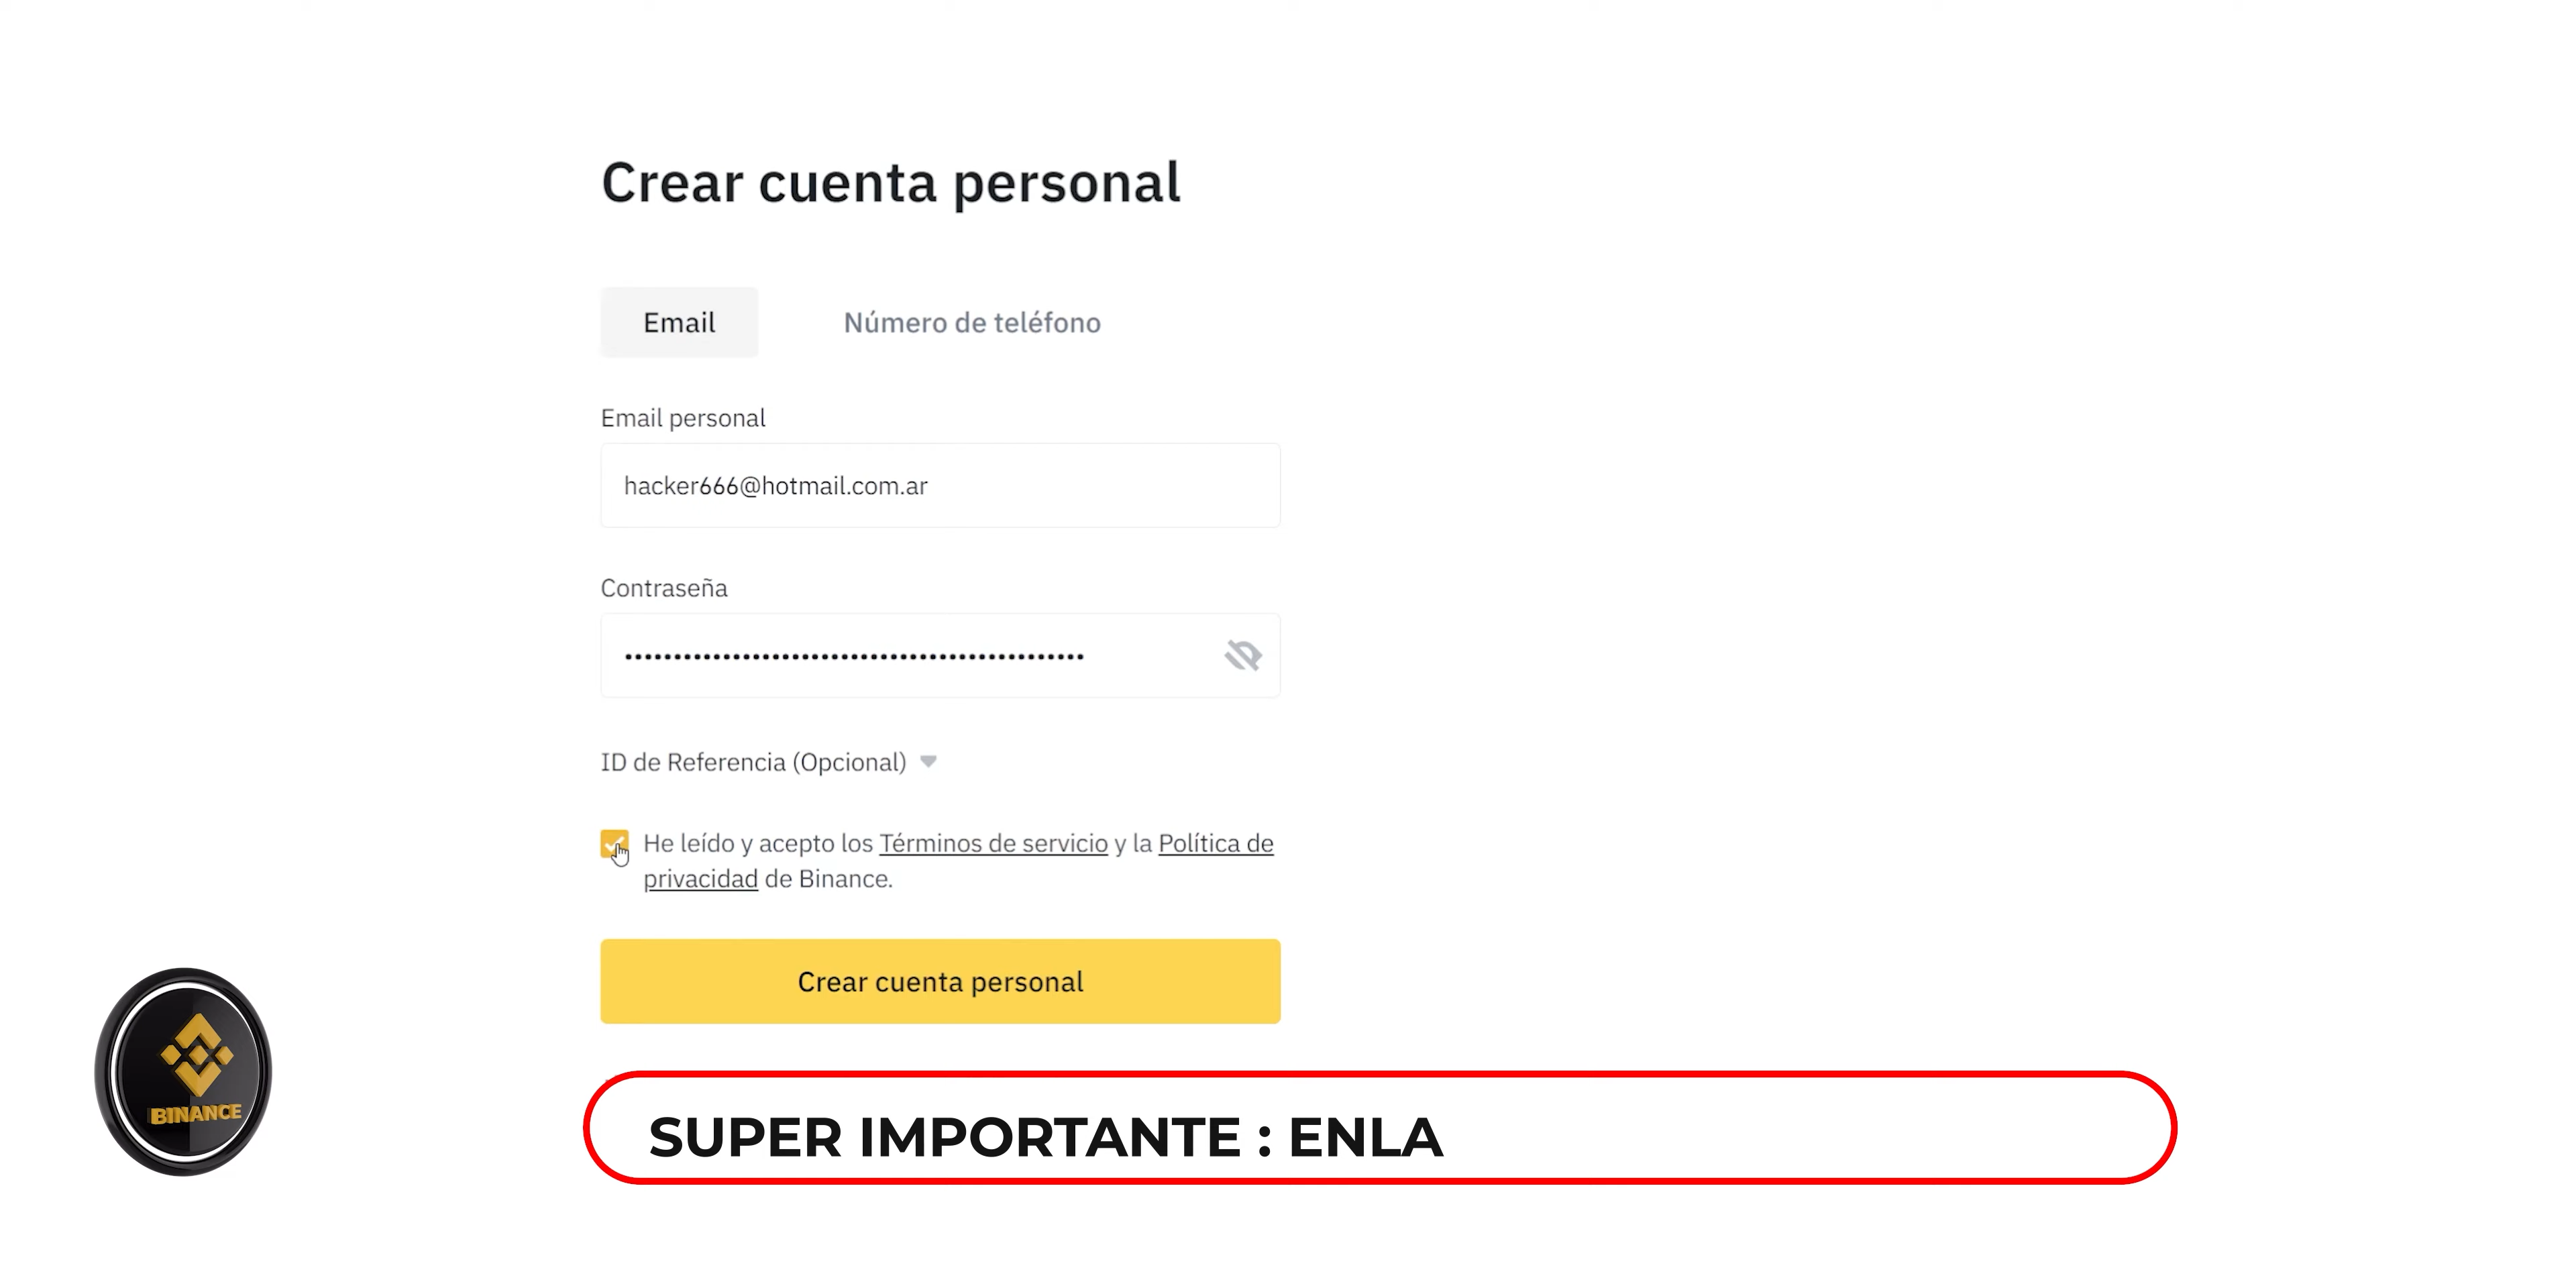 Crear cuenta personal
Email
Número de teléfono
Email personal
hacker666@hotmail.com.ar
Contraseña
ID de Referencia (Opcional)
He leído y acepto los Términos de servicio y la Política de
privacidad de Binance.
Crear cuenta personal
BINANCE
SUPER IMPORTANTE : ENLA